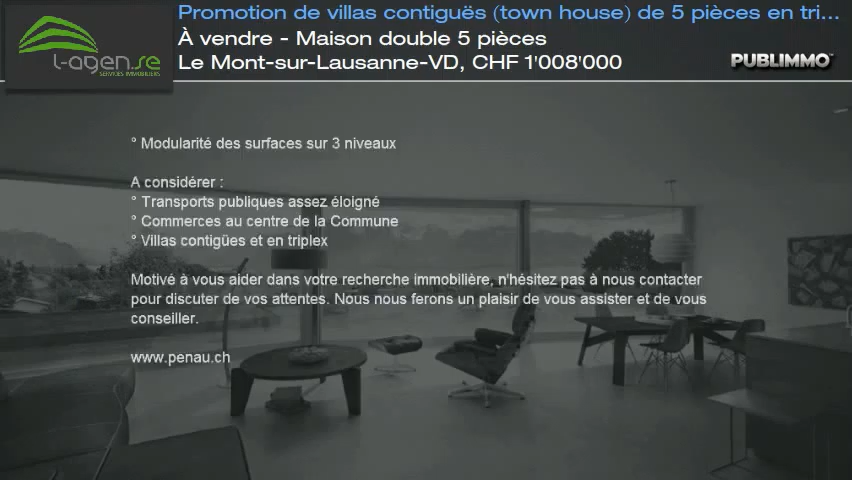 Promotion de villas contiguës (town house) de 5 pièces en tri...
À vendre - Maison double 5 pièces
Le Mont-sur-Lausanne-VD, CHF 1'008'000
L-agen.se
SERVICES IMMOBILIERS
PUBLIMMO
° Modularité des surfaces sur 3 niveaux
A considérer :
° Transports publiques assez éloigné
° Commerces au centre de la Commune
° Villas contigües et en triplex
Motivé à vous aider dans votre recherche immobilière, n'hésitez pas à nous contacter
pour discuter de vos attentes. Nous nous ferons un plaisir de vous assister et de vous
conseiller.
www.penau.ch